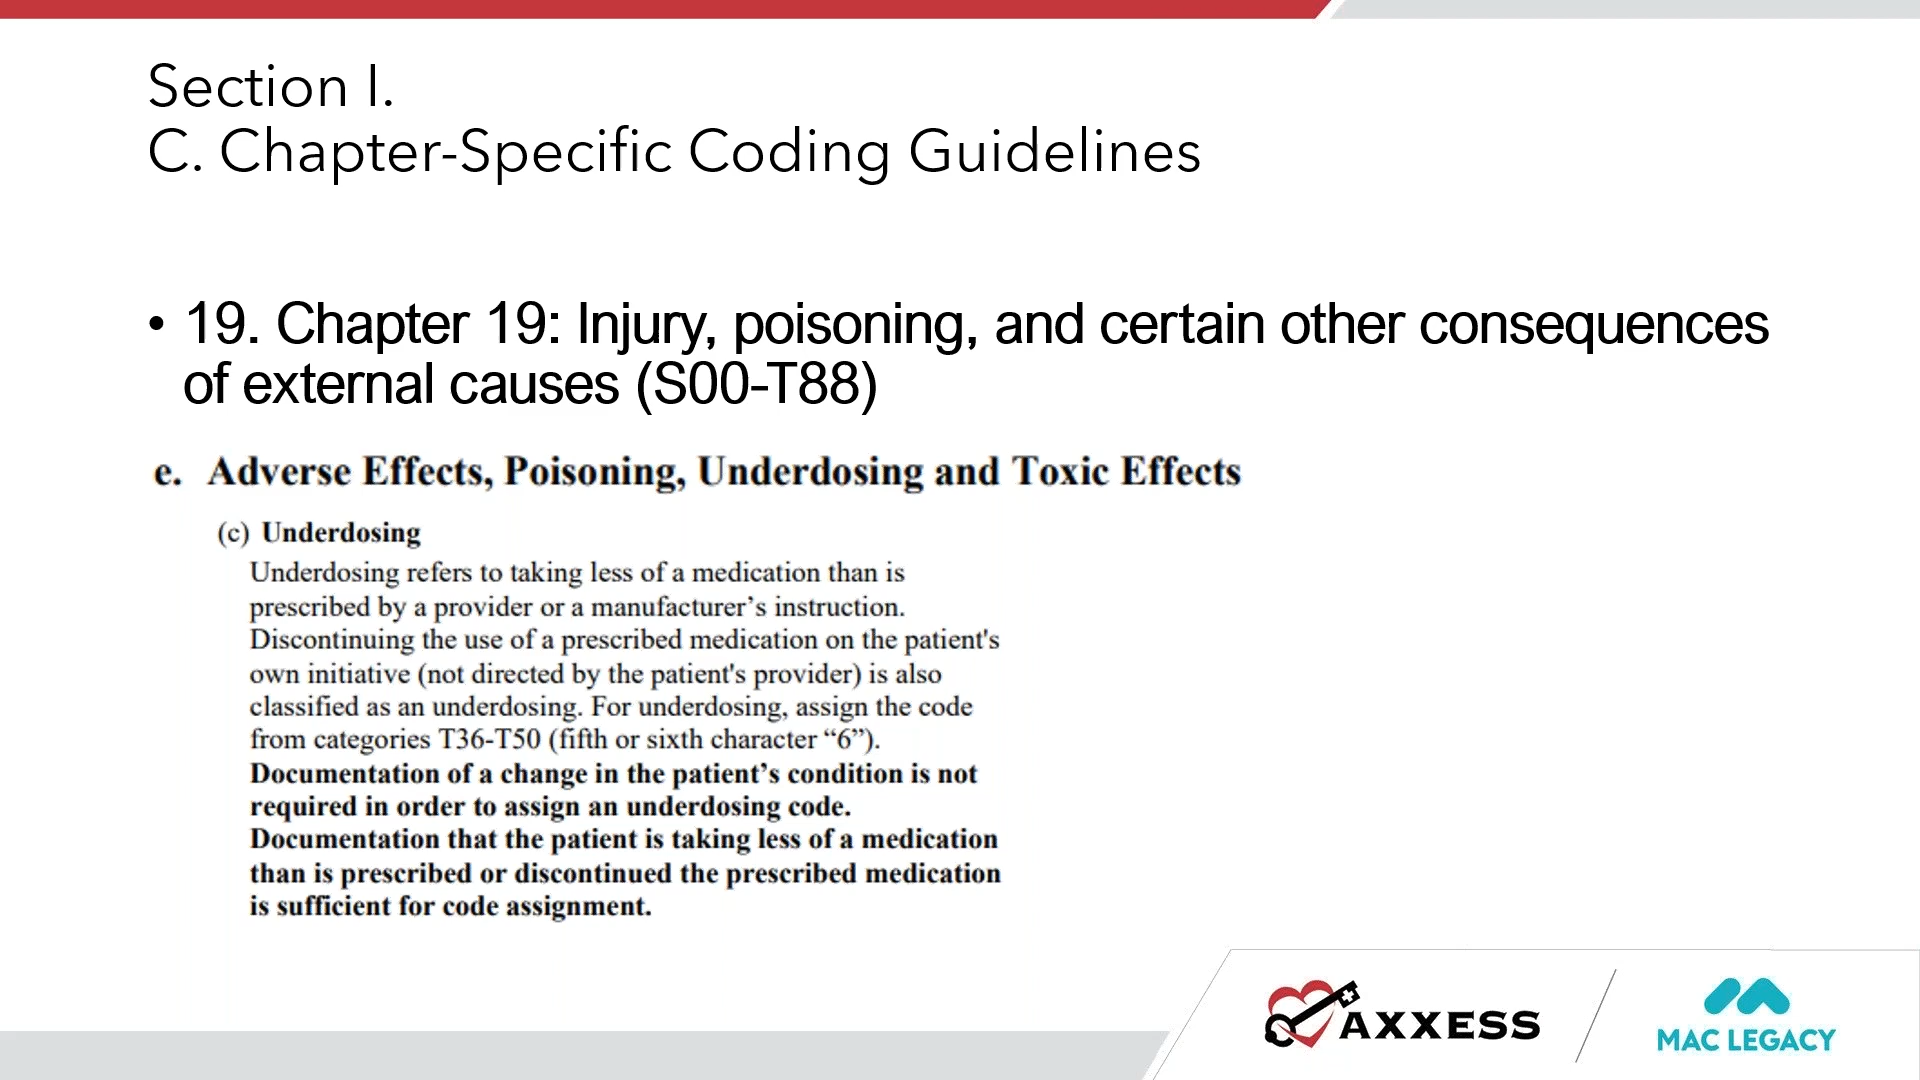 Section I.
C. Chapter-Specific Coding Guidelines
• 19. Chapter 19: Injury, poisoning, and certain other consequences
of external causes (S00-T88)
e. Adverse Effects, Poisoning, Underdosing and Toxic Effects
(c) Underdosing
Underdosing refers to taking less of a medication than is
prescribed by a provider or a manufacturer’s instruction.
Discontinuing the use of a prescribed medication on the patient's
own initiative (not directed by the patient's provider) is also
classified as an underdosing. For underdosing, assign the code
from categories T36-T50 (fifth or sixth character “6”).
Documentation of a change in the patient’s condition is not
required in order to assign an underdosing code.
Documentation that the patient is taking less of a medication
than is prescribed or discontinued the prescribed medication
is sufficient for code assignment.
AXXESS
MAC LEGACY